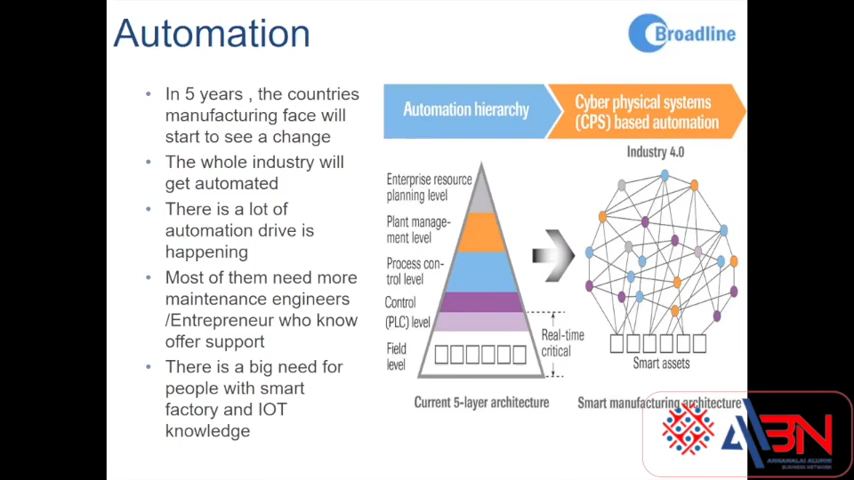 Automation
Broadline
In 5 years , the countries
manufacturing face will
start to see a change
The whole industry will
get automated
There is a lot of
automation drive is
happening
Most of them need more
maintenance engineers
/Entrepreneur who know
offer support
There is a big need for
people with smart
factory and IOT
knowledge
Automation hierarchy
Cyber physical systems
(CPS) based automation
Industry 4.0
Enterprise resource
planning level
Plant manage-
ment level
Process con-
trol level
Control
(PLC) level
Field
level
Real-time
critical
Smart assets
Current 5-layer architecture
Smart manufacturing architecture
ABN
ANNAMALAI ALUMNI
BUSINESS NETWORK